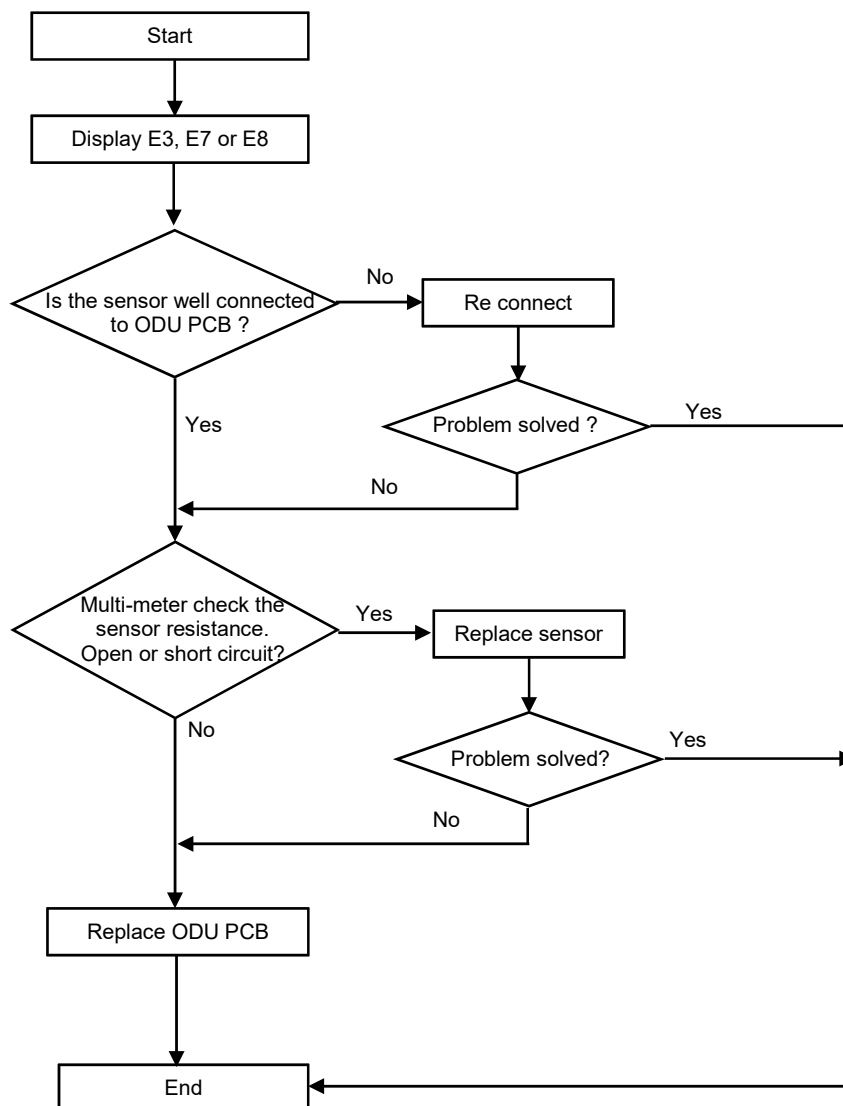 Start
Display E3, E7 or E8
Is the sensor well connected
to ODU PCB ?
No
Re connect
Yes
Problem solved ?
Yes
No
Multi-meter check the
sensor resistance.
Open or short circuit?
Yes
Replace sensor
No
Problem solved?
Yes
No
Replace ODU PCB
End